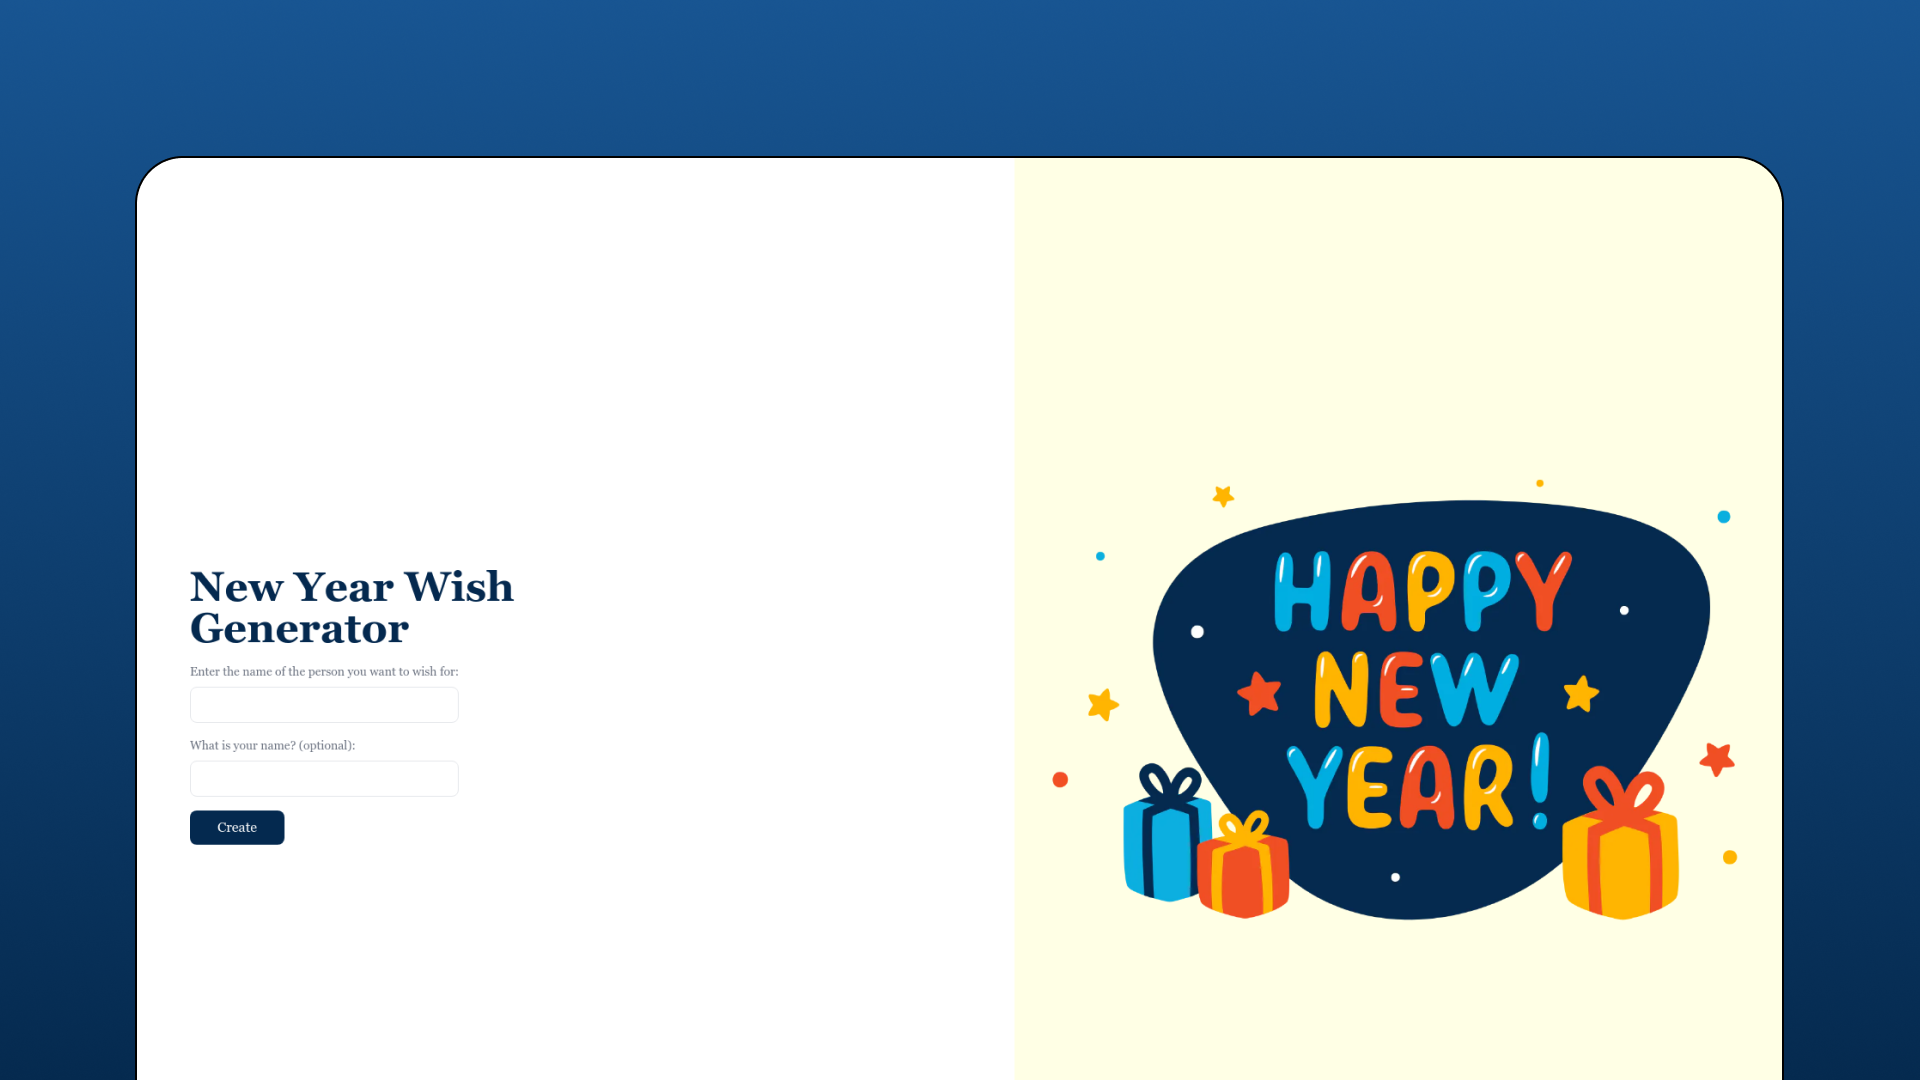 New Year Wish
Generator
Enter the name of the person you want to wish for:
What is your name? (optional):
Create
HAPPY
NEW
YEAR!